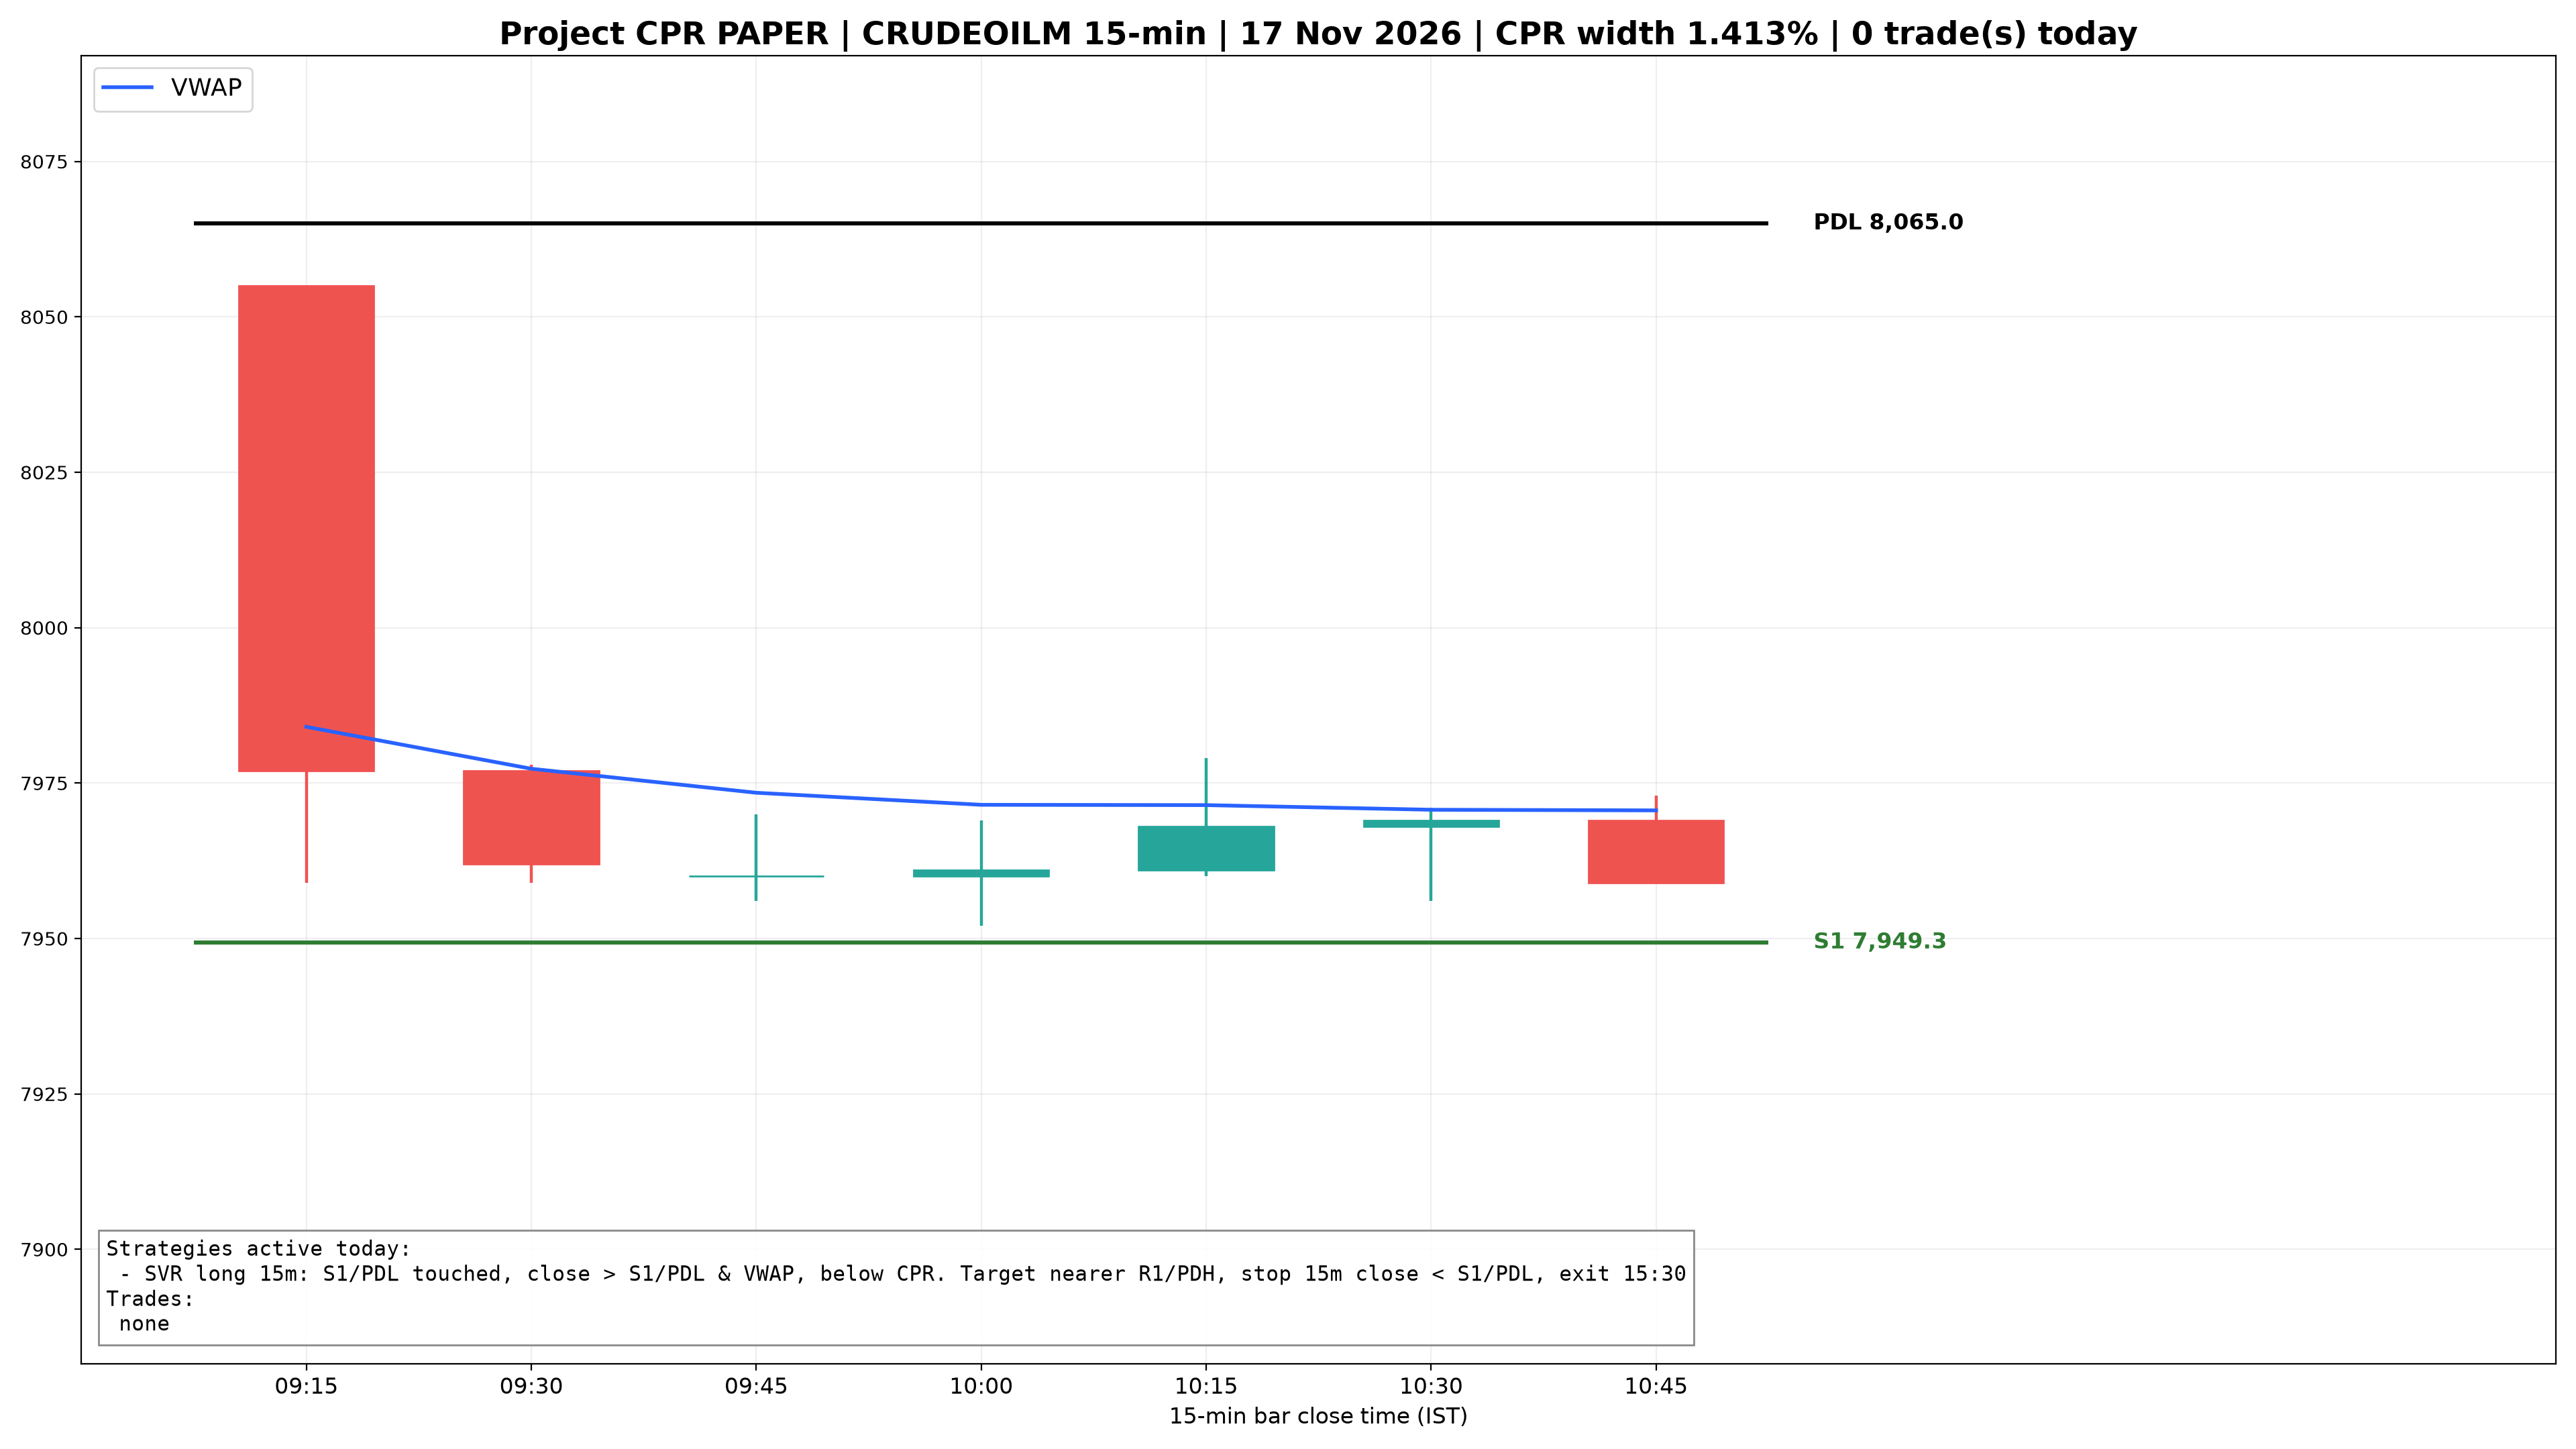 Project CPR PAPER | CRUDEOILM 15-min | 17 Nov 2026 | CPR width 1.413% | 0 trade(s) today
VWAP
8075
PDL 8,065.0
8050
8025
8000
7975
7950
S1 7,949.3
7925
7900
Strategies active today:
- SVR long 15m: S1/PDL touched, close > S1/PDL & VWAP, below CPR. Target nearer R1/PDH, stop 15m close < S1/PDL, exit 15:30
Trades:
none
09:15 09:30 09:45 10:00 10:15 10:30 10:45
15-min bar close time (IST)